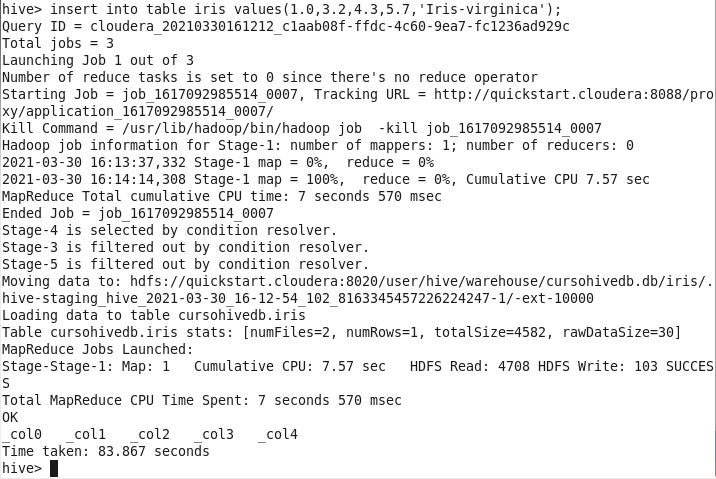 hive> insert into table iris values(1.0,3.2,4.3,5.7,'Iris-virginica');
Query ID = cloudera_20210330161212_c1aab08f-ffdc-4c60-9ea7-fc1236ad929c
Total jobs = 3
Launching Job 1 out of 3
Number of reduce tasks is set to 0 since there's no reduce operator
Starting Job = job_1617092985514_0007, Tracking URL = http://quickstart.cloudera:8088/pro
xy/application_1617092985514_0007/
Kill Command = /usr/lib/hadoop/bin/hadoop job  -kill job_1617092985514_0007
Hadoop job information for Stage-1: number of mappers: 1; number of reducers: 0
2021-03-30 16:13:37,332 Stage-1 map = 0%,  reduce = 0%
2021-03-30 16:14:14,308 Stage-1 map = 100%,  reduce = 0%, Cumulative CPU 7.57 sec
MapReduce Total cumulative CPU time: 7 seconds 570 msec
Ended Job = job_1617092985514_0007
Stage-4 is selected by condition resolver.
Stage-3 is filtered out by condition resolver.
Stage-5 is filtered out by condition resolver.
Moving data to: hdfs://quickstart.cloudera:8020/user/hive/warehouse/cursohivedb.db/iris/.
hive-staging_hive_2021-03-30_16-12-54_102_8163345457226224247-1/-ext-10000
Loading data to table cursohivedb.iris
Table cursohivedb.iris stats: [numFiles=2, numRows=1, totalSize=4582, rawDataSize=30]
MapReduce Jobs Launched:
Stage-Stage-1: Map: 1   Cumulative CPU: 7.57 sec   HDFS Read: 4708 HDFS Write: 103 SUCCES
S
Total MapReduce CPU Time Spent: 7 seconds 570 msec
OK
_col0   _col1   _col2   _col3   _col4
Time taken: 83.867 seconds
hive>